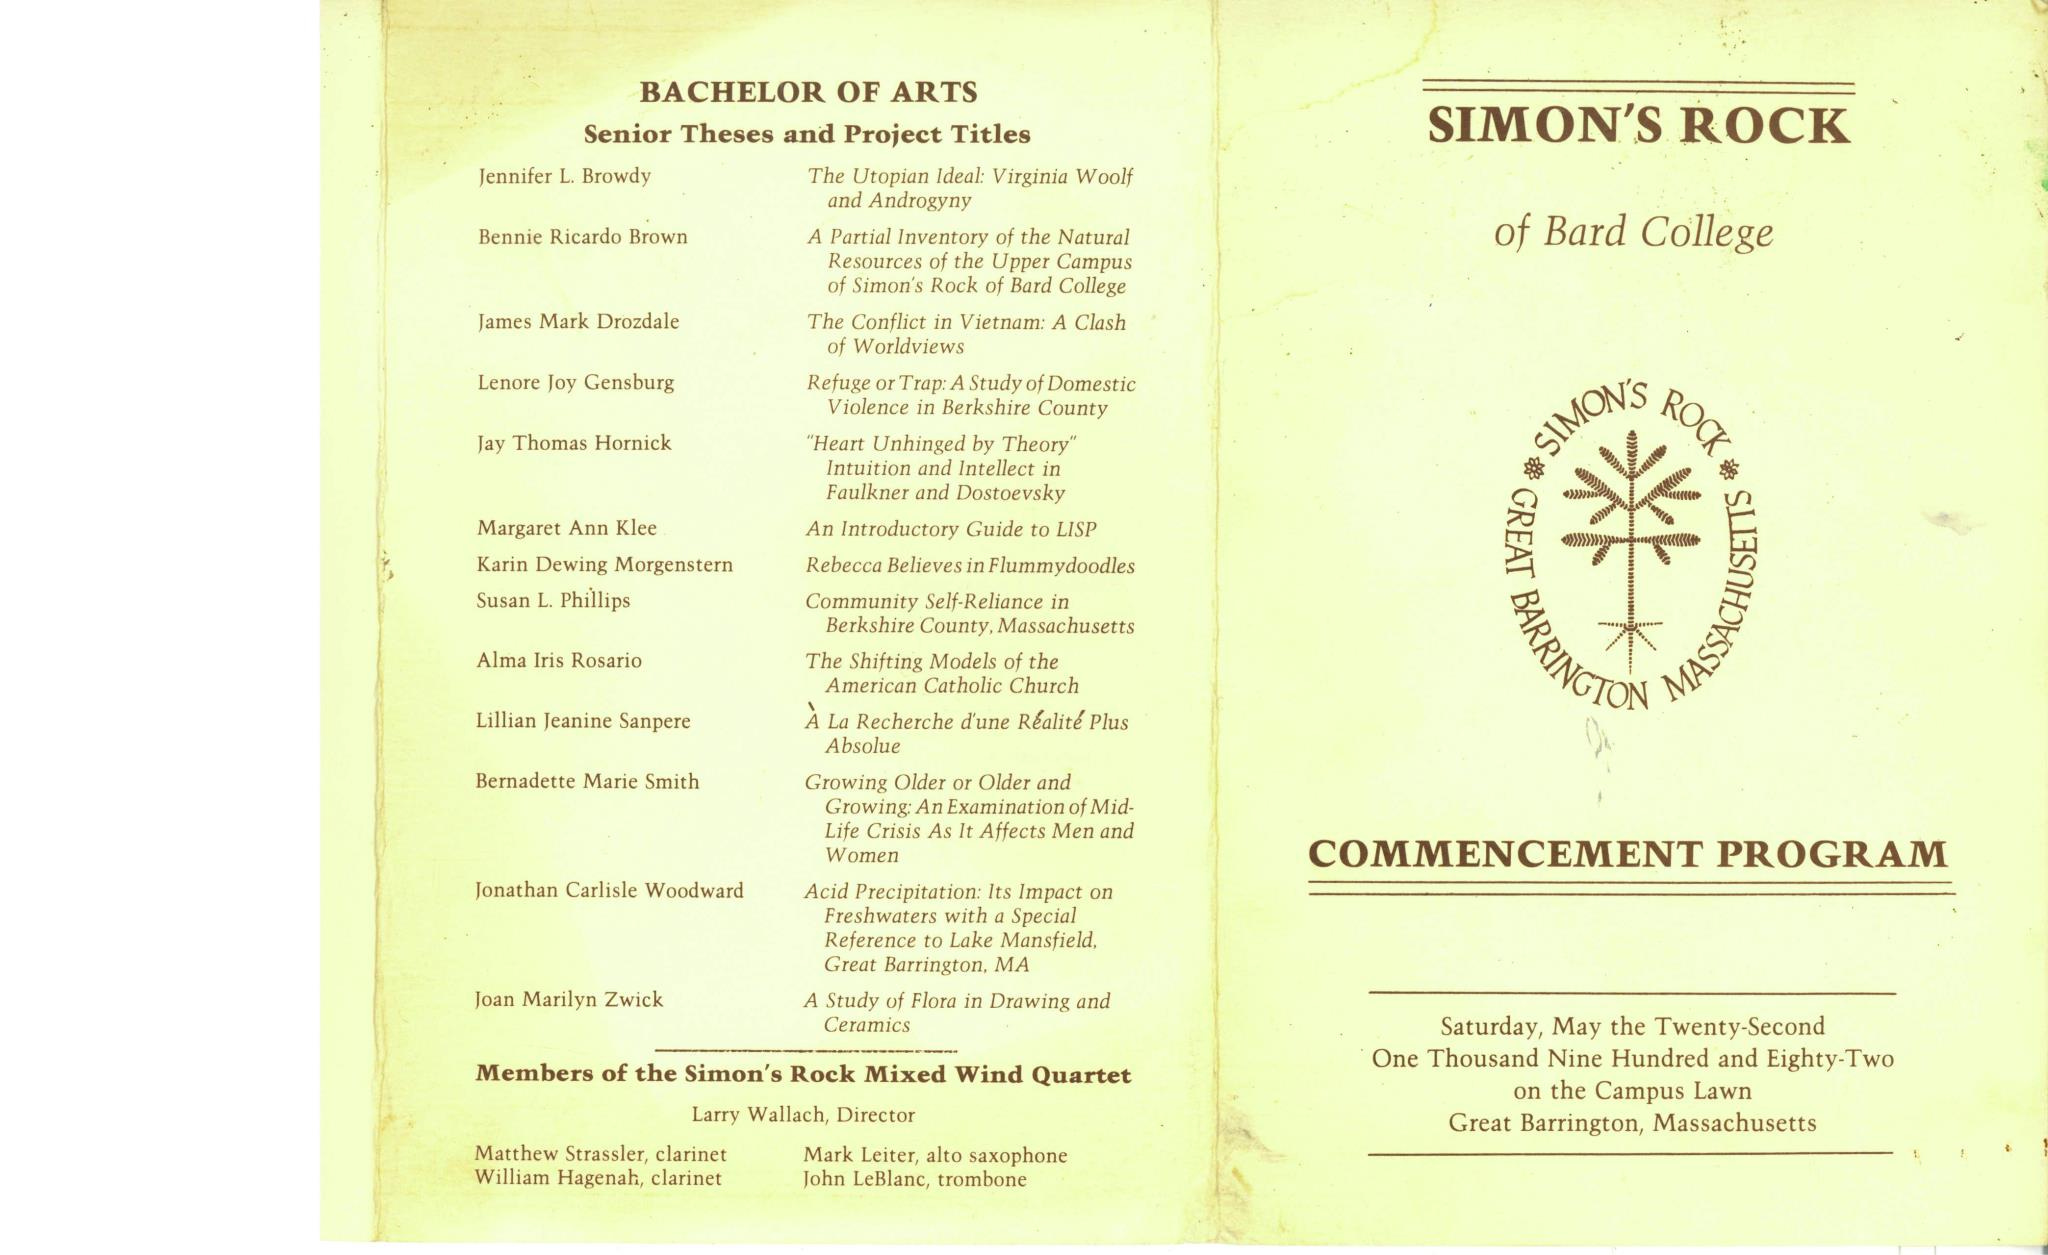 BACHELOR OF ARTS
Senior Theses and Project Titles
Jennifer L. Browdy
The Utopian Ideal: Virginia Woolf
and Androgyny
Bennie Ricardo Brown
A Partial Inventory of the Natural
Resources of the Upper Campus
of Simon's Rock of Bard College
James Mark Drozdale
The Conflict in Vietnam: A Clash
of Worldviews
Lenore Joy Gensburg
Refuge or Trap: A Study of Domestic
Violence in Berkshire County
Jay Thomas Hornick
"Heart Unhinged by Theory"
Intuition and Intellect in
Faulkner and Dostoevsky
Margaret Ann Klee
An Introductory Guide to LISP
Karin Dewing Morgenstern
Rebecca Believes in Flummydoodles
Susan L. Phillips
Community Self-Reliance in
Berkshire County, Massachusetts
Alma Iris Rosario
The Shifting Models of the
American Catholic Church
Lillian Jeanine Sanpere
À La Recherche d'une Réalité Plus
Absolue
Bernadette Marie Smith
Growing Older or Older and
Growing: An Examination of Mid-
Life Crisis As It Affects Men and
Women
Jonathan Carlisle Woodward
Acid Precipitation: Its Impact on
Freshwaters with a Special
Reference to Lake Mansfield,
Great Barrington, MA
Joan Marilyn Zwick
A Study of Flora in Drawing and
Ceramics
Members of the Simon's Rock Mixed Wind Quartet
Larry Wallach, Director
Matthew Strassler, clarinet
William Hagenah, clarinet
Mark Leiter, alto saxophone
John LeBlanc, trombone
SIMON'S ROCK
of Bard College
SIMON'S ROCK
GREAT BARRINGTON MASSACHUSETTS
COMMENCEMENT PROGRAM
Saturday, May the Twenty-Second
One Thousand Nine Hundred and Eighty-Two
on the Campus Lawn
Great Barrington, Massachusetts